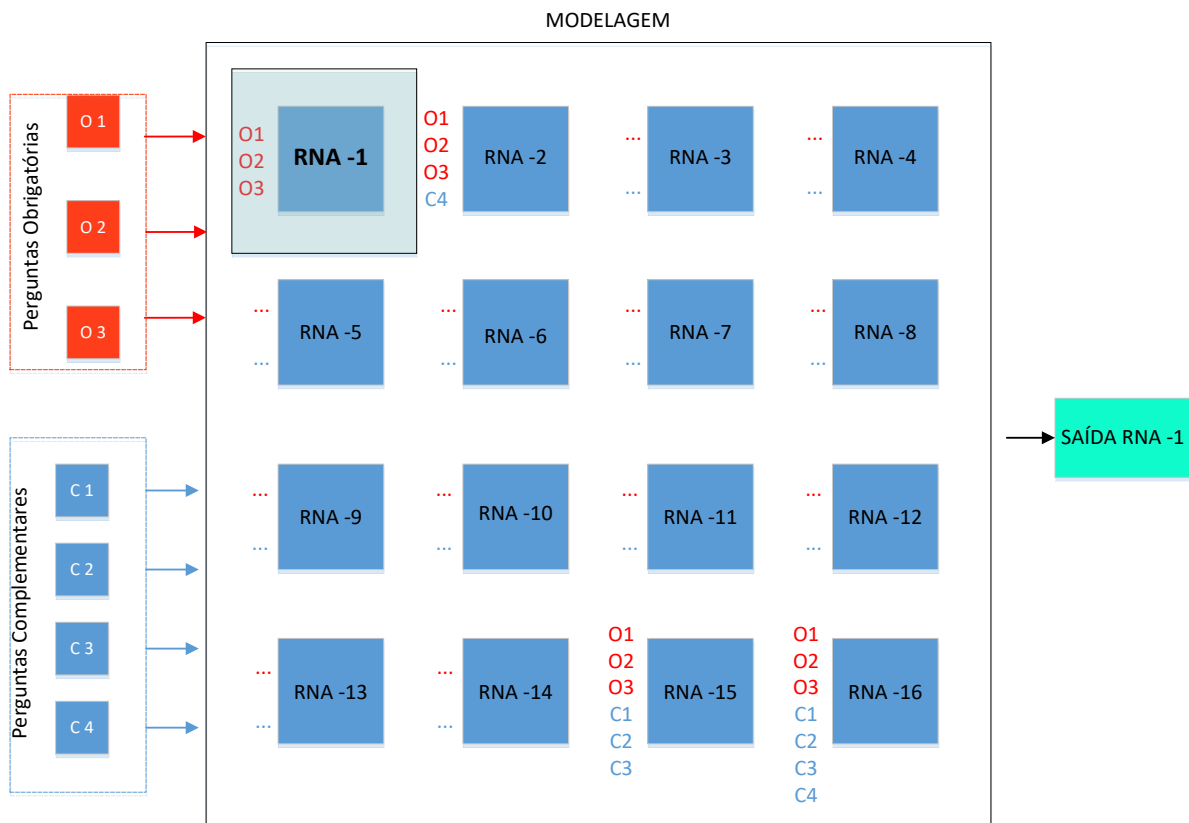 MODELAGEM
Perguntas Obrigatórias
O 1
O 2
O 3
Perguntas Complementares
C 1
C 2
C 3
C 4
O1
O2
O3
RNA -1
O1
O2
O3
C4
RNA -2
...
...
RNA -3
...
...
RNA -4
...
...
RNA -5
...
...
RNA -6
...
...
RNA -7
...
...
RNA -8
...
...
RNA -9
...
...
RNA -10
...
...
RNA -11
...
...
RNA -12
...
...
RNA -13
...
...
RNA -14
O1
O2
O3
C1
C2
C3
RNA -15
O1
O2
O3
C1
C2
C3
C4
RNA -16
SAÍDA RNA -1